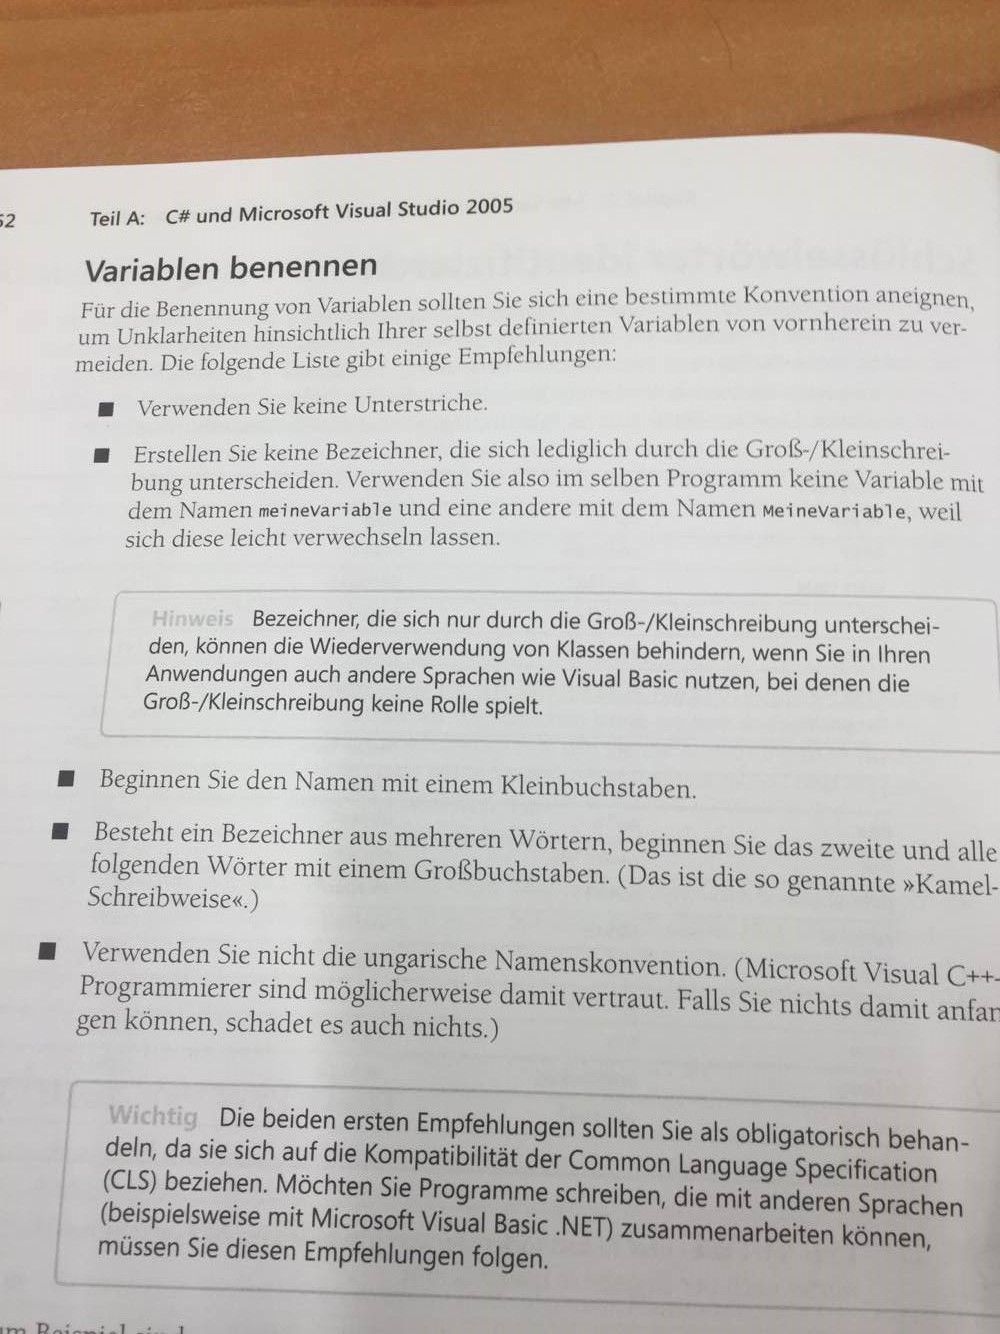 52 Teil A: C# und Microsoft Visual Studio 2005
Variablen benennen
Für die Benennung von Variablen sollten Sie sich eine bestimmte Konvention aneignen,
um Unklarheiten hinsichtlich Ihrer selbst definierten Variablen von vornherein zu ver-
meiden. Die folgende Liste gibt einige Empfehlungen:
■ Verwenden Sie keine Unterstriche.
■ Erstellen Sie keine Bezeichner, die sich lediglich durch die Groß-/Kleinschrei-
bung unterscheiden. Verwenden Sie also im selben Programm keine Variable mit
dem Namen meineVariable und eine andere mit dem Namen MeineVariable, weil
sich diese leicht verwechseln lassen.
Hinweis Bezeichner, die sich nur durch die Groß-/Kleinschreibung unterschei-
den, können die Wiederverwendung von Klassen behindern, wenn Sie in Ihren
Anwendungen auch andere Sprachen wie Visual Basic nutzen, bei denen die
Groß-/Kleinschreibung keine Rolle spielt.
■ Beginnen Sie den Namen mit einem Kleinbuchstaben.
■ Besteht ein Bezeichner aus mehreren Wörtern, beginnen Sie das zweite und alle
folgenden Wörter mit einem Großbuchstaben. (Das ist die so genannte »Kamel-
Schreibweise«.)
■ Verwenden Sie nicht die ungarische Namenskonvention. (Microsoft Visual C++-
Programmierer sind möglicherweise damit vertraut. Falls Sie nichts damit anfan
gen können, schadet es auch nichts.)
Wichtig Die beiden ersten Empfehlungen sollten Sie als obligatorisch behan-
deln, da sie sich auf die Kompatibilität der Common Language Specification
(CLS) beziehen. Möchten Sie Programme schreiben, die mit anderen Sprachen
(beispielsweise mit Microsoft Visual Basic .NET) zusammenarbeiten können,
müssen Sie diesen Empfehlungen folgen.